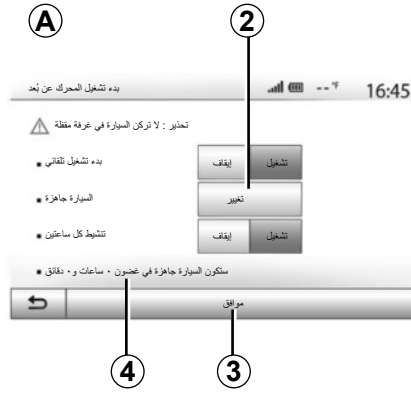 A 2
بدء تشغيل المحرك عن بُعد --°F 16:45
تحذير : لا تركن السيارة في غرفة مقفلة
بدء تشغيل تلقائي إيقاف تشغيل
السيارة جاهزة تغيير
تنشيط كل ساعتين إيقاف تشغيل
ستكون السيارة جاهزة في غضون ٠ ساعات و٠ دقائق
موافق
4 3